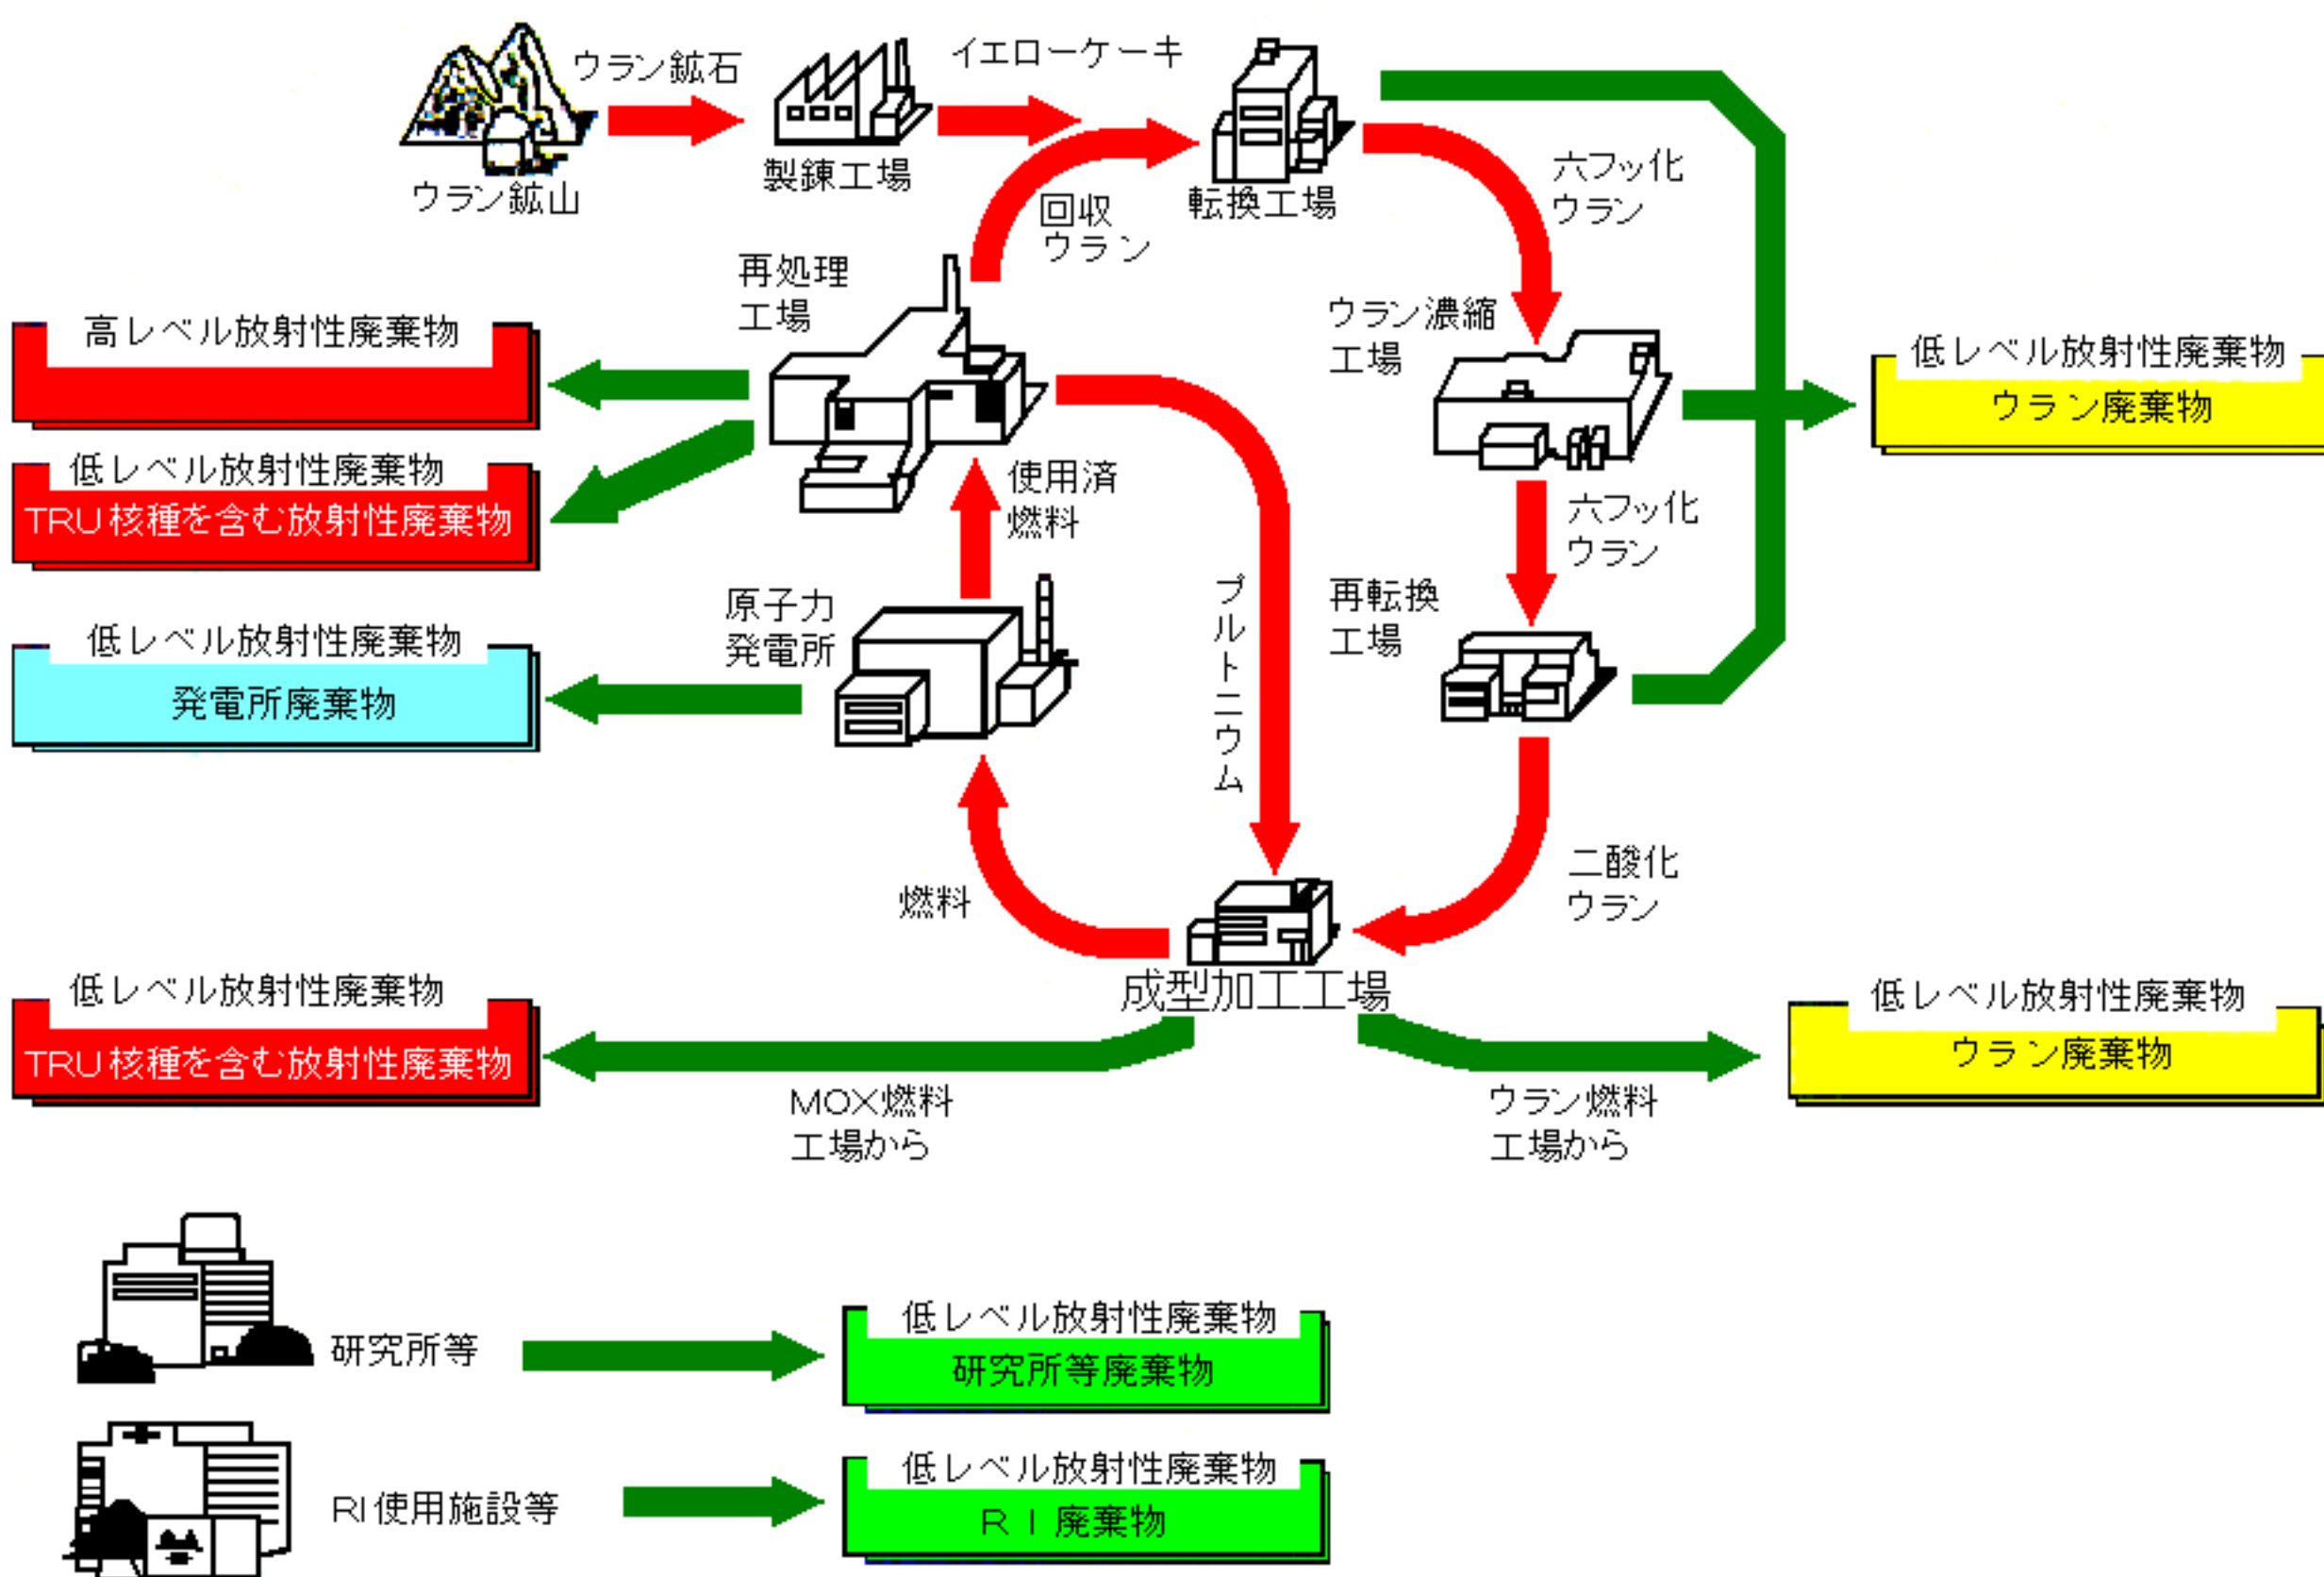 ウラン鉱石
イエローケーキ
ウラン鉱山
製錬工場
転換工場
六フッ化
ウラン
回収
ウラン
再処理
工場
ウラン濃縮
工場
高レベル放射性廃棄物
低レベル放射性廃棄物
ウラン廃棄物
低レベル放射性廃棄物
TRU核種を含む放射性廃棄物
使用済
燃料
六フッ化
ウラン
プルトニウム
原子力
発電所
再転換
工場
低レベル放射性廃棄物
発電所廃棄物
燃料
二酸化
ウラン
成型加工工場
低レベル放射性廃棄物
TRU核種を含む放射性廃棄物
低レベル放射性廃棄物
ウラン廃棄物
MOX燃料
工場から
ウラン燃料
工場から
研究所等
低レベル放射性廃棄物
研究所等廃棄物
RI使用施設等
低レベル放射性廃棄物
RI廃棄物